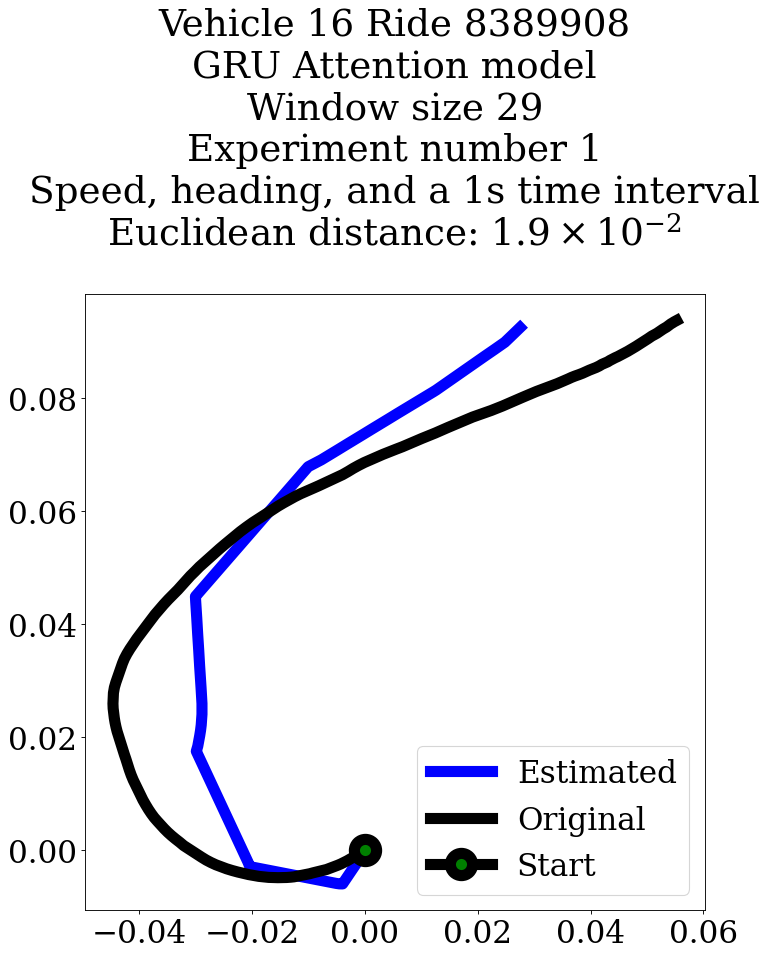 Vehicle 16 Ride 8389908
GRU Attention model
Window size 29
Experiment number 1
Speed, heading, and a 1s time interval
Euclidean distance: 1.9 × 10⁻²
0.08
0.06
0.04
0.02
0.00
Estimated
Original
Start
−0.04 −0.02 0.00 0.02 0.04 0.06